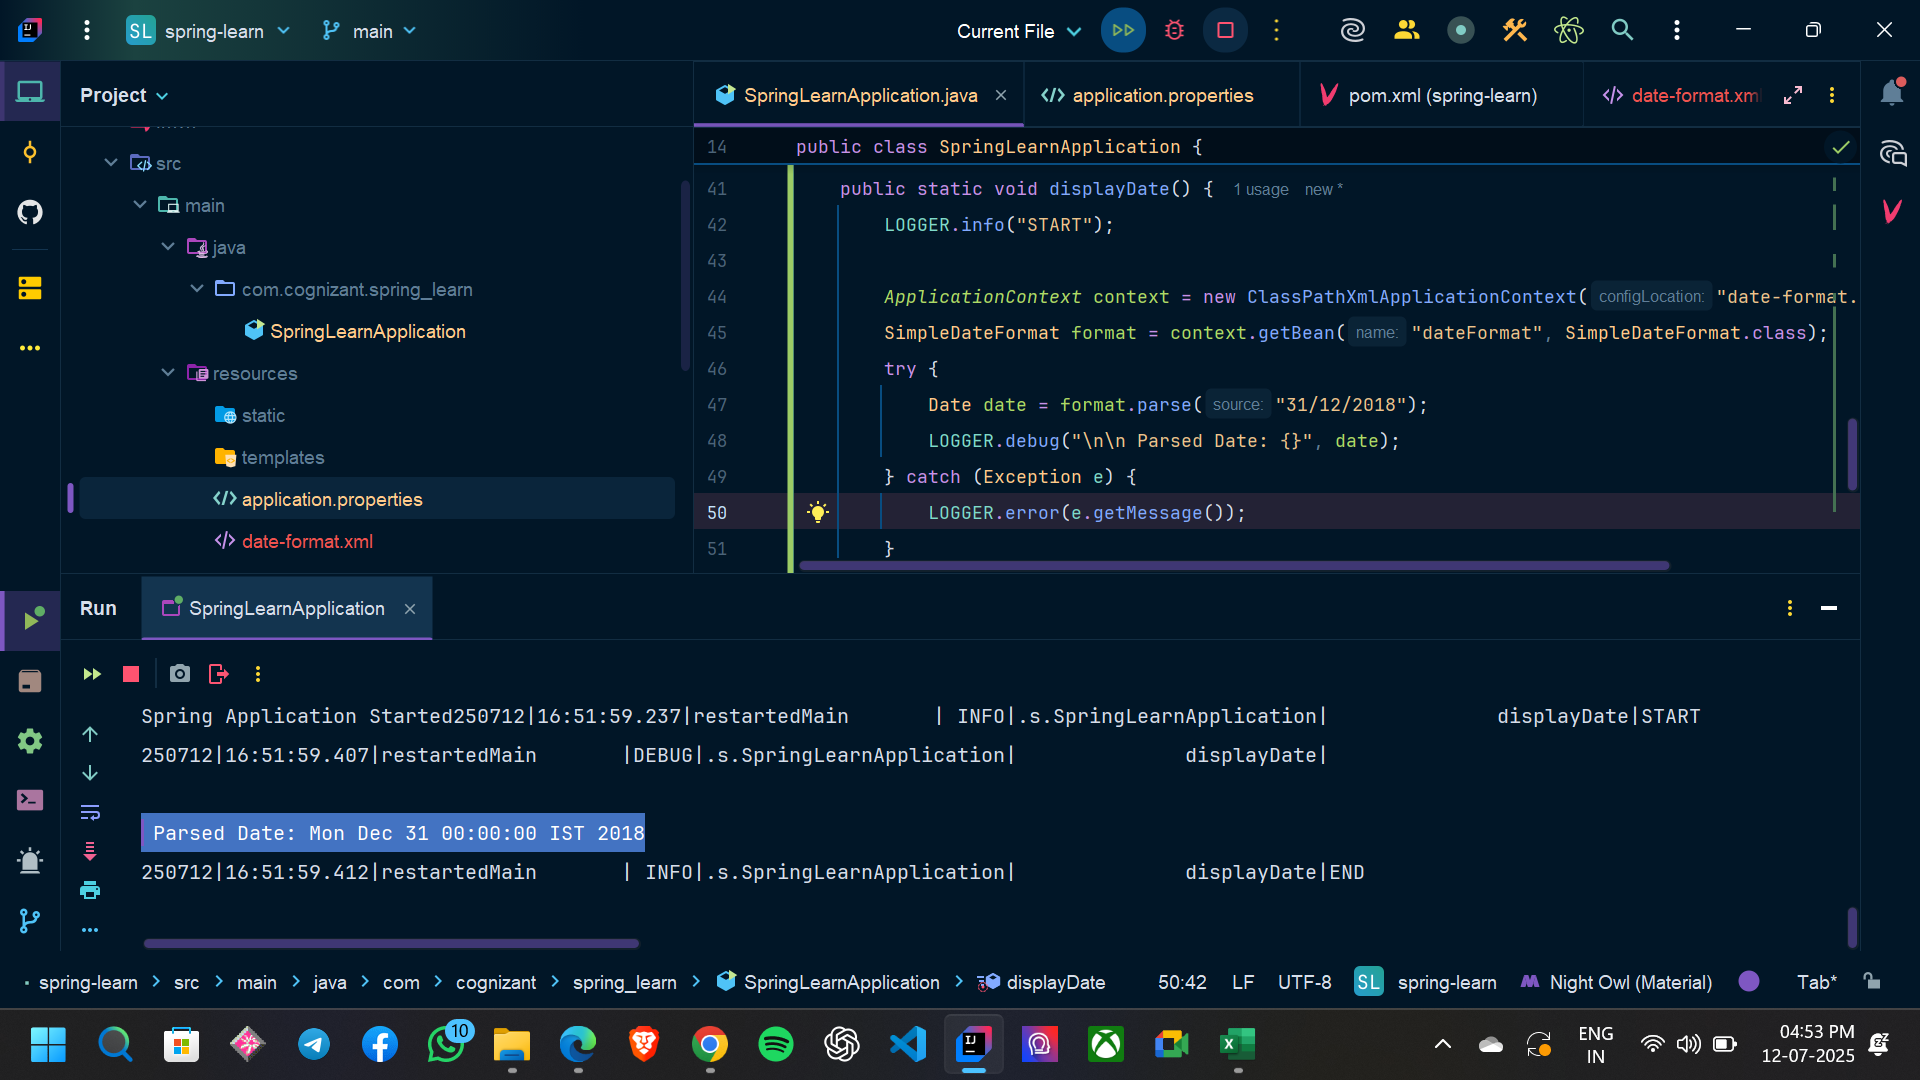 SL spring-learn main Current File
Project
SpringLearnApplication.java application.properties pom.xml (spring-learn) date-format.xm
src
main
java
com.cognizant.spring_learn
SpringLearnApplication
resources
static
templates
application.properties
date-format.xml
14 public class SpringLearnApplication {
41 public static void displayDate() { 1 usage new *
42 LOGGER.info("START");
43
44 ApplicationContext context = new ClassPathXmlApplicationContext( configLocation: "date-format.
45 SimpleDateFormat format = context.getBean( name: "dateFormat", SimpleDateFormat.class);
46 try {
47 Date date = format.parse( source: "31/12/2018");
48 LOGGER.debug("\n\n Parsed Date: {}", date);
49 } catch (Exception e) {
50 LOGGER.error(e.getMessage());
51 }
Run SpringLearnApplication
Spring Application Started250712|16:51:59.237|restartedMain | INFO|.s.SpringLearnApplication| displayDate|START
250712|16:51:59.407|restartedMain |DEBUG|.s.SpringLearnApplication| displayDate|
Parsed Date: Mon Dec 31 00:00:00 IST 2018
250712|16:51:59.412|restartedMain | INFO|.s.SpringLearnApplication| displayDate|END
spring-learn src main java com cognizant spring_learn SpringLearnApplication displayDate 50:42 LF UTF-8 SL spring-learn Night Owl (Material) Tab*
10
ENG
IN
04:53 PM
12-07-2025